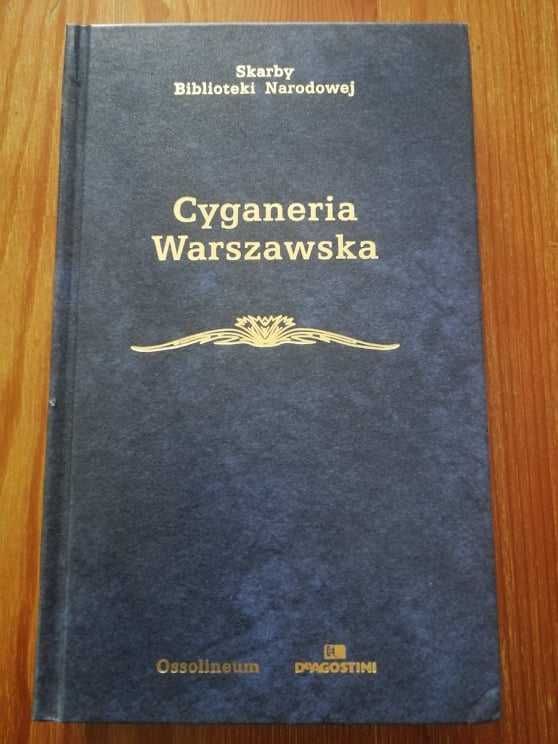 Skarby
Biblioteki Narodowej
Cyganeria
Warszawska
Ossolineum
DeAGOSTINI